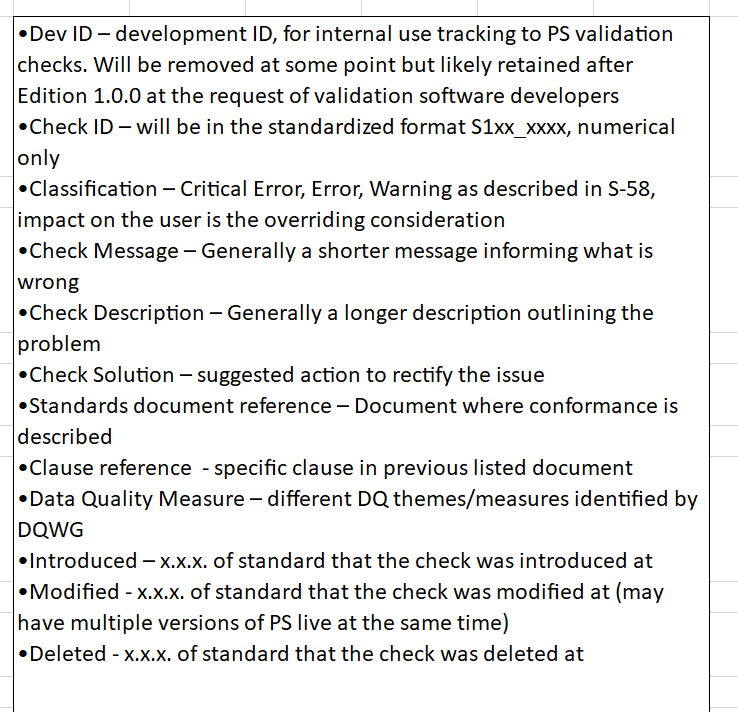 •Dev ID – development ID, for internal use tracking to PS validation
checks. Will be removed at some point but likely retained after
Edition 1.0.0 at the request of validation software developers
•Check ID – will be in the standardized format S1xx_xxxx, numerical
only
•Classification – Critical Error, Error, Warning as described in S-58,
impact on the user is the overriding consideration
•Check Message – Generally a shorter message informing what is
wrong
•Check Description – Generally a longer description outlining the
problem
•Check Solution – suggested action to rectify the issue
•Standards document reference – Document where conformance is
described
•Clause reference  - specific clause in previous listed document
•Data Quality Measure – different DQ themes/measures identified by
DQWG
•Introduced – x.x.x. of standard that the check was introduced at
•Modified - x.x.x. of standard that the check was modified at (may
have multiple versions of PS live at the same time)
•Deleted - x.x.x. of standard that the check was deleted at